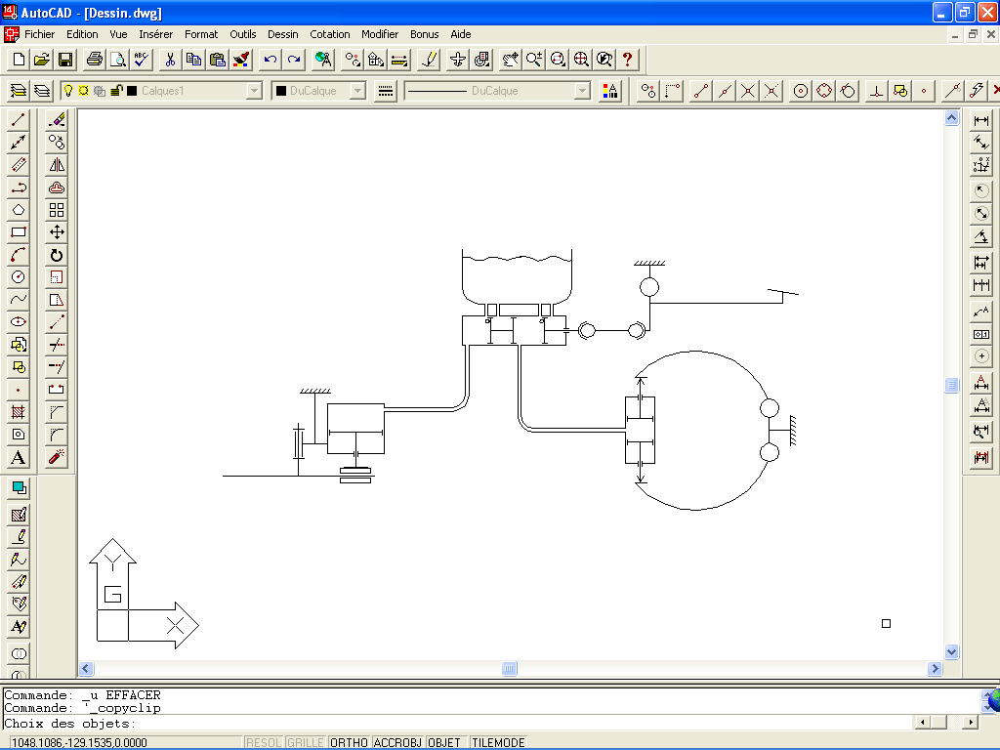 AutoCAD - [Dessin.dwg]
Fichier Edition Vue Insérer Format Outils Dessin Cotation Modifier Bonus Aide
Calques1 DuCalque DuCalque
Y
G
X
Commande: _u EFFACER
Commande: '_copyclip
Choix des objets:
1048.1086,-129.1535,0.0000 RESOL GRILLE ORTHO ACCROBJ OBJET TILEMODE